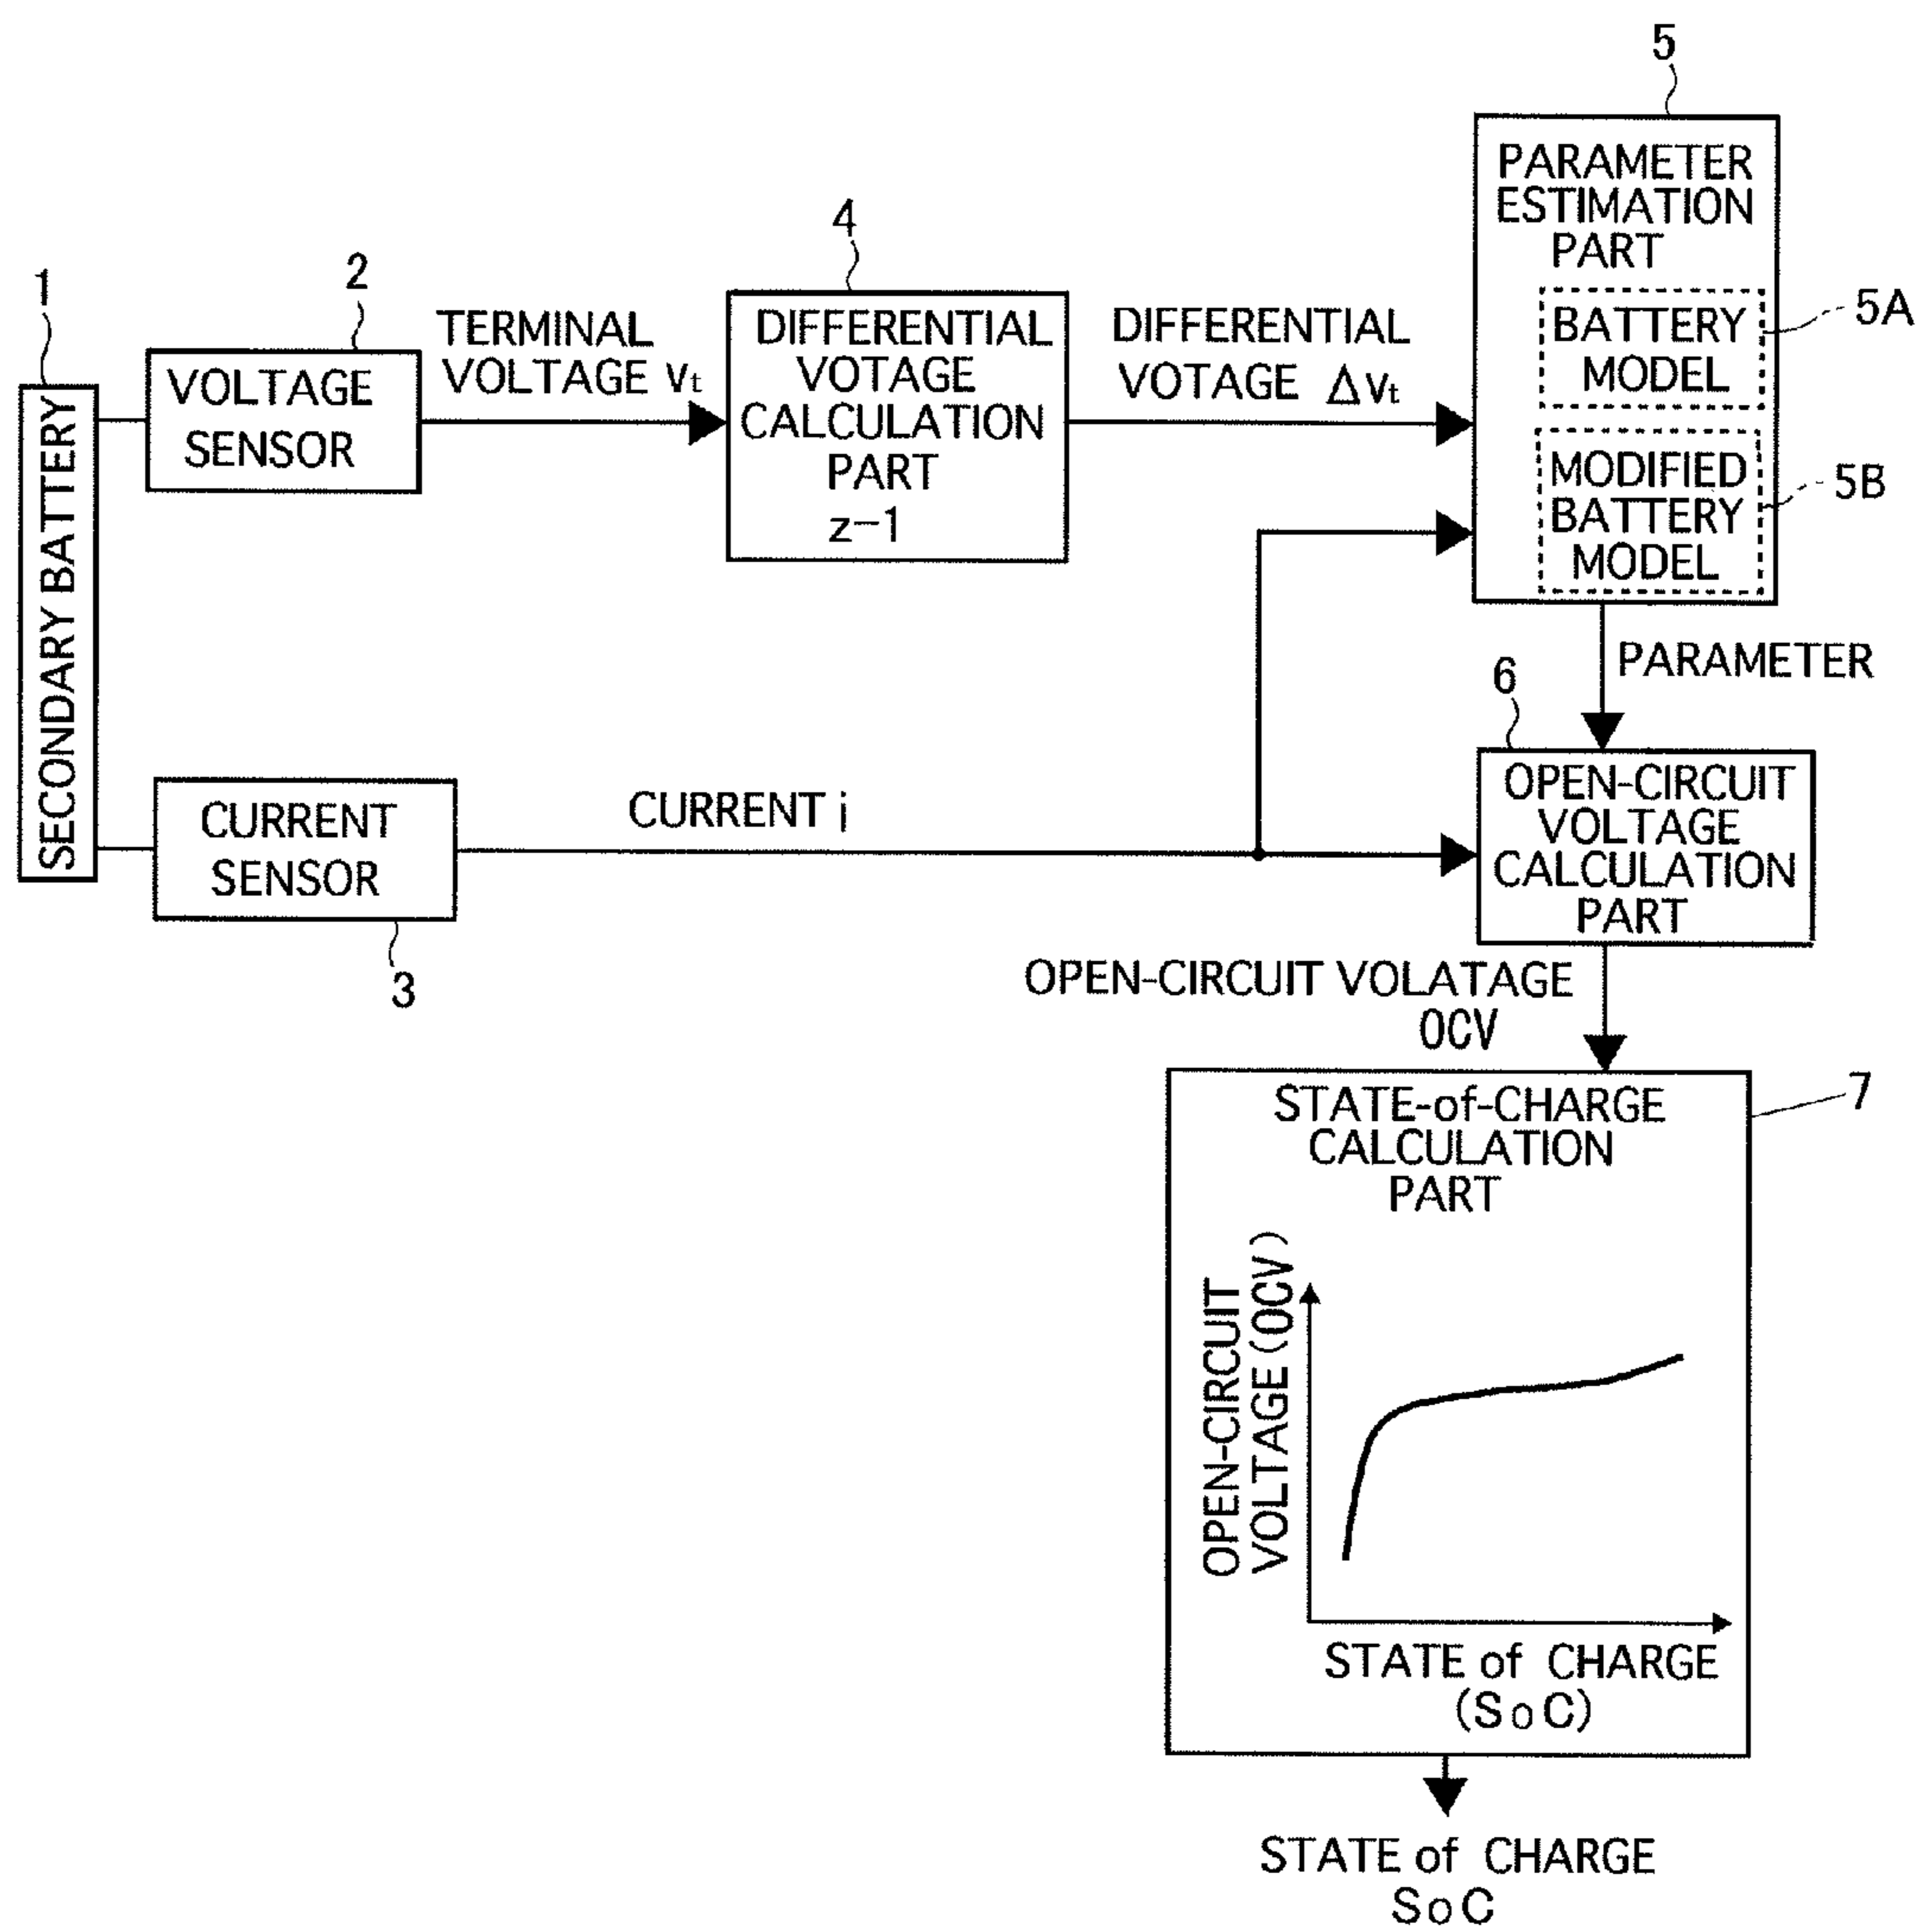 1
SECONDARY BATTERY
2
VOLTAGE
SENSOR
TERMINAL
VOLTAGE Vt
4
DIFFERENTIAL
VOTAGE
CALCULATION
PART
z-1
DIFFERENTIAL
VOTAGE ΔVt
5
PARAMETER
ESTIMATION
PART
BATTERY
MODEL
5A
MODIFIED
BATTERY
MODEL
5B
PARAMETER
CURRENT
SENSOR
3
CURRENT i
6
OPEN-CIRCUIT
VOLTAGE
CALCULATION
PART
OPEN-CIRCUIT VOLATAGE
OCV
7
STATE-of-CHARGE
CALCULATION
PART
OPEN-CIRCUIT
VOLTAGE (OCV)
STATE of CHARGE
(SoC)
STATE of CHARGE
SoC